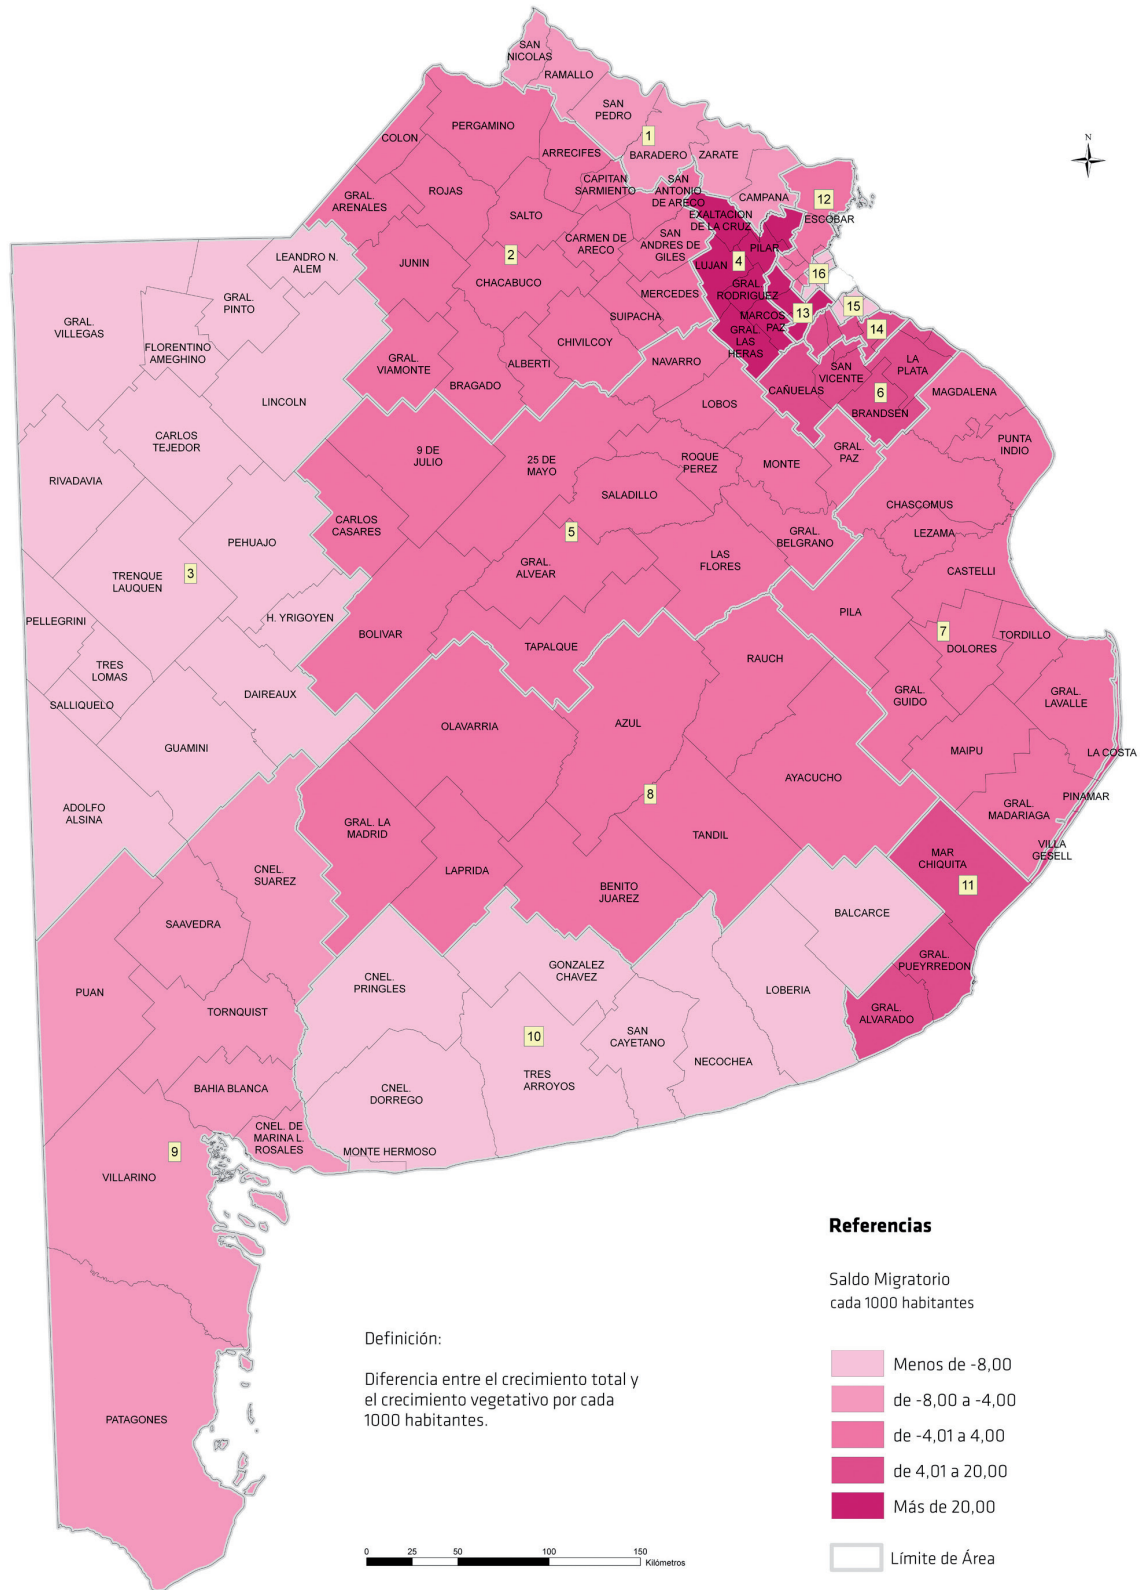 N
SAN
NICOLAS
RAMALLO
SAN
PEDRO
1
BARADERO
ZARATE
CAMPANA
COLON
PERGAMINO
ARRECIFES
CAPITAN
SARMIENTO
SAN
ANTONIO
DE ARECO
12
ESCOBAR
GRAL.
ARENALES
ROJAS
SALTO
EXALTACION
DE LA CRUZ
CARMEN DE
ARECO
SAN
ANDRES DE
GILES
PILAR
4
LUJAN
2
JUNIN
CHACABUCO
LEANDRO N.
ALEM
GRAL.
PINTO
GRAL.
VILLEGAS
FLORENTINO
AMEGHINO
MERCEDES
SUIPACHA
GRAL.
RODRIGUEZ
MARCOS
PAZ
GRAL.
LAS
HERAS
16
15
13
14
GRAL.
VIAMONTE
BRAGADO
ALBERTI
CHIVILCOY
NAVARRO
LOBOS
CAÑUELAS
SAN
VICENTE
LA
PLATA
6
BRANDSEN
MAGDALENA
PUNTA
INDIO
LINCOLN
CARLOS
TEJEDOR
RIVADAVIA
9 DE
JULIO
25 DE
MAYO
ROQUE
PEREZ
MONTE
GRAL.
PAZ
SALADILLO
CHASCOMUS
LEZAMA
CARLOS
CASARES
5
GRAL.
BELGRANO
PEHUAJO
GRAL.
ALVEAR
LAS
FLORES
CASTELLI
TRENQUE
LAUQUEN
3
PELLEGRINI
H. YRIGOYEN
BOLIVAR
TAPALQUE
PILA
7
DOLORES
TORDILLO
TRES
LOMAS
SALLIQUELO
DAIREAUX
GUAMINI
RAUCH
GRAL.
GUIDO
GRAL.
LAVALLE
OLAVARRIA
AZUL
MAIPU
LA COSTA
AYACUCHO
8
GRAL.
MADARIAGA
PINAMAR
ADOLFO
ALSINA
GRAL. LA
MADRID
TANDIL
VILLA
GESELL
CNEL.
SUAREZ
LAPRIDA
BENITO
JUAREZ
MAR
CHIQUITA
11
BALCARCE
SAAVEDRA
GRAL.
PUEYRREDON
PUAN
CNEL.
PRINGLES
GONZALEZ
CHAVEZ
LOBERIA
TORNQUIST
GRAL.
ALVARADO
10
SAN
CAYETANO
NECOCHEA
TRES
ARROYOS
BAHIA BLANCA
CNEL.
DORREGO
CNEL. DE
MARINA L.
ROSALES
MONTE HERMOSO
9
VILLARINO
PATAGONES
Definición:
Diferencia entre el crecimiento total y
el crecimiento vegetativo por cada
1000 habitantes.
0 25 50 100 150
Kilómetros
Referencias
Saldo Migratorio
cada 1000 habitantes
Menos de -8,00
de -8,00 a -4,00
de -4,01 a 4,00
de 4,01 a 20,00
Más de 20,00
Límite de Área